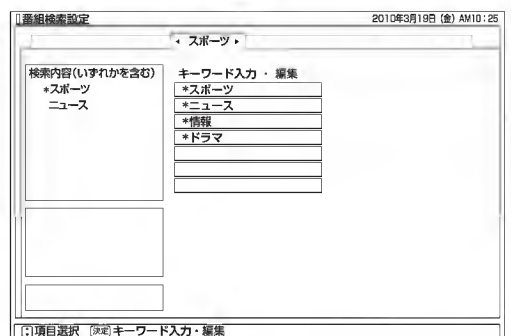 番組検索設定 2010年3月19日(金) AM10:25
スポーツ
検索内容(いずれかを含む)
*スポーツ
ニュース
キーワード入力・編集
*スポーツ
*ニュース
*情報
*ドラマ
項目選択 決定 キーワード入力・編集